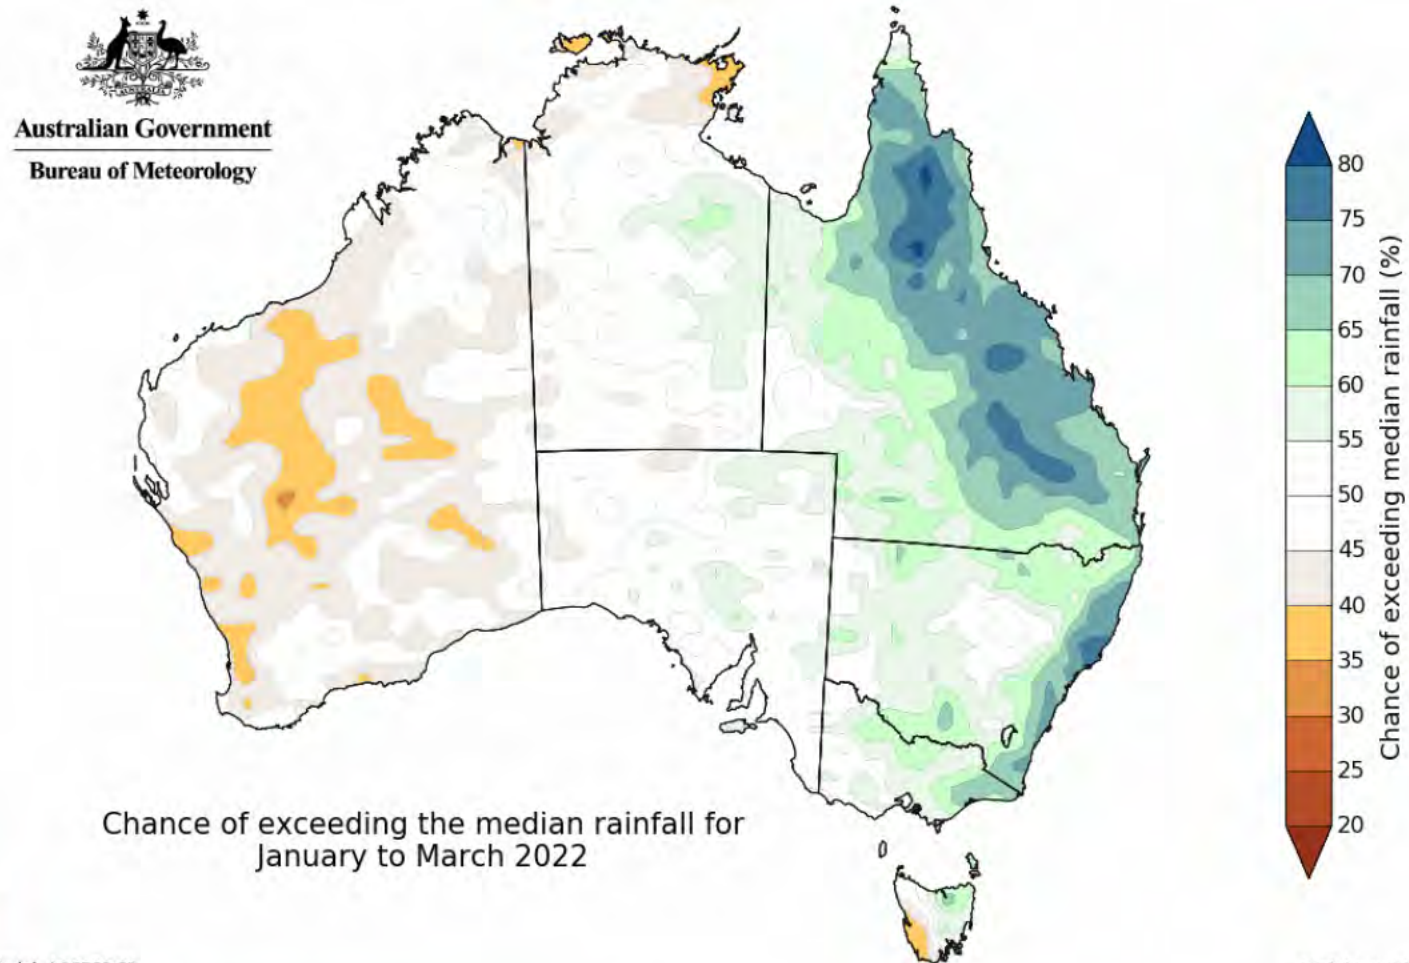 Australian Government
Bureau of Meteorology
80
75
70
65
60
55
50
45
40
35
30
25
20
Chance of exceeding median rainfall (%)
Chance of exceeding the median rainfall for
January to March 2022